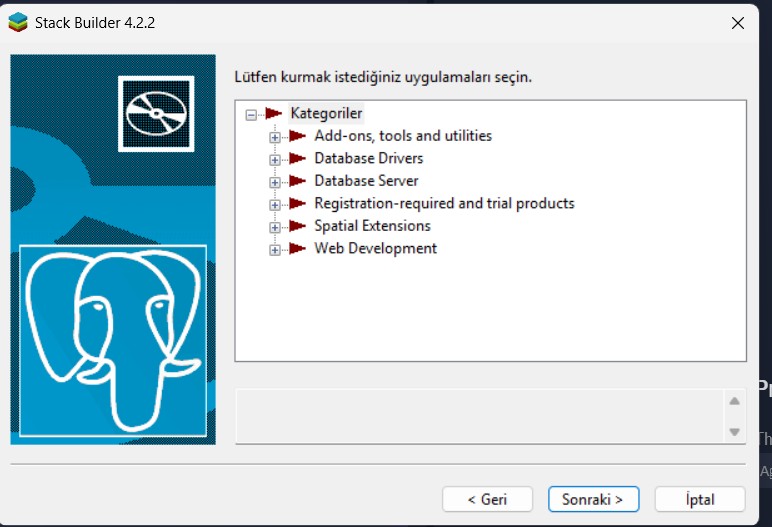 Stack Builder 4.2.2
Lütfen kurmak istediğiniz uygulamaları seçin.
Kategoriler
Add-ons, tools and utilities
Database Drivers
Database Server
Registration-required and trial products
Spatial Extensions
Web Development
< Geri
Sonraki >
İptal